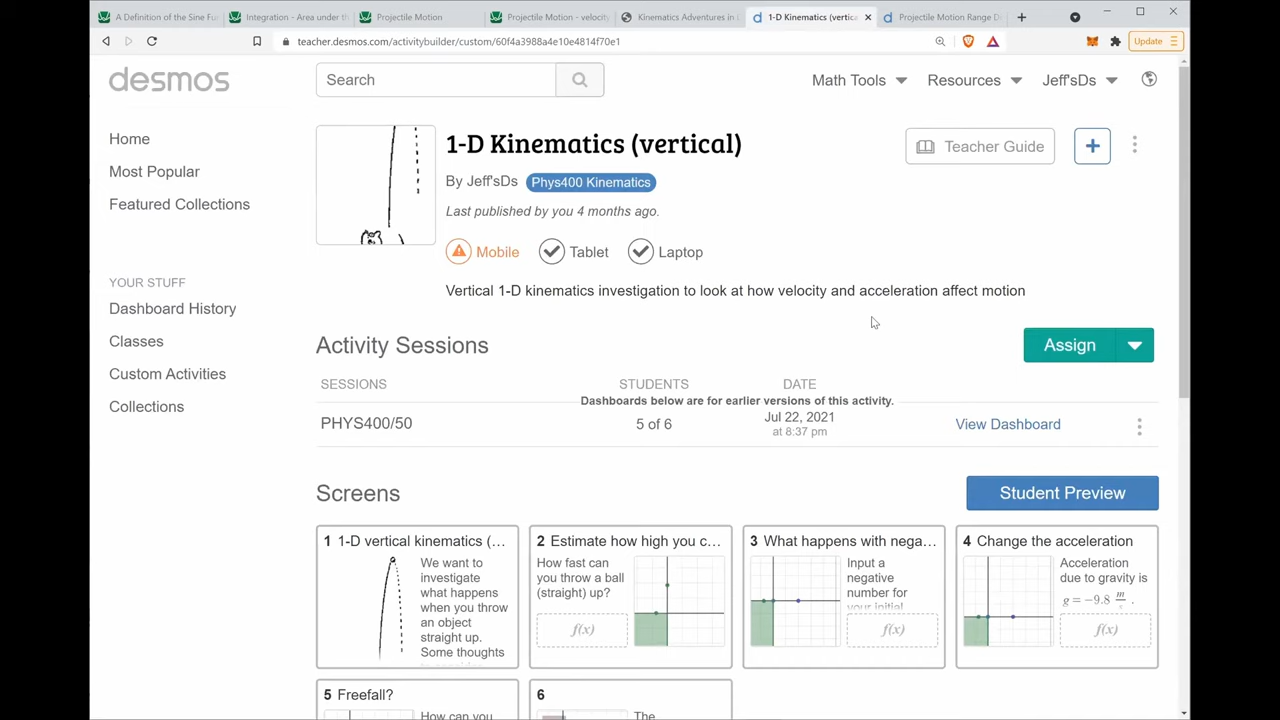 A Definition of the Sine Fu
Integration - Area under th
Projectile Motion
Projectile Motion - velocit
Kinematics Adventures in
1-D Kinematics (vertica
Projectile Motion Range D
teacher.desmos.com/activitybuilder/custom/60f4a3988a4e10e4814f70e1
Update
desmos
Search
Math Tools
Resources
Jeff'sDs
Home
Most Popular
Featured Collections
YOUR STUFF
Dashboard History
Classes
Custom Activities
Collections
1-D Kinematics (vertical)
Teacher Guide
By Jeff'sDs Phys400 Kinematics
Last published by you 4 months ago.
Mobile Tablet Laptop
Vertical 1-D kinematics investigation to look at how velocity and acceleration affect motion
Activity Sessions
Assign
SESSIONS STUDENTS DATE
Dashboards below are for earlier versions of this activity.
PHYS400/50 5 of 6 Jul 22, 2021 View Dashboard
at 8:37 pm
Screens
Student Preview
1 1-D vertical kinematics (...
We want to
investigate
what happens
when you throw
an object
straight up.
Some thoughts
2 Estimate how high you c...
How fast can
you throw a ball
(straight) up?
f(x)
3 What happens with nega...
Input a
negative
number for
your initial
f(x)
4 Change the acceleration
Acceleration
due to gravity is
g = −9.8 m/s .
f(x)
5 Freefall?
How can you
6
The